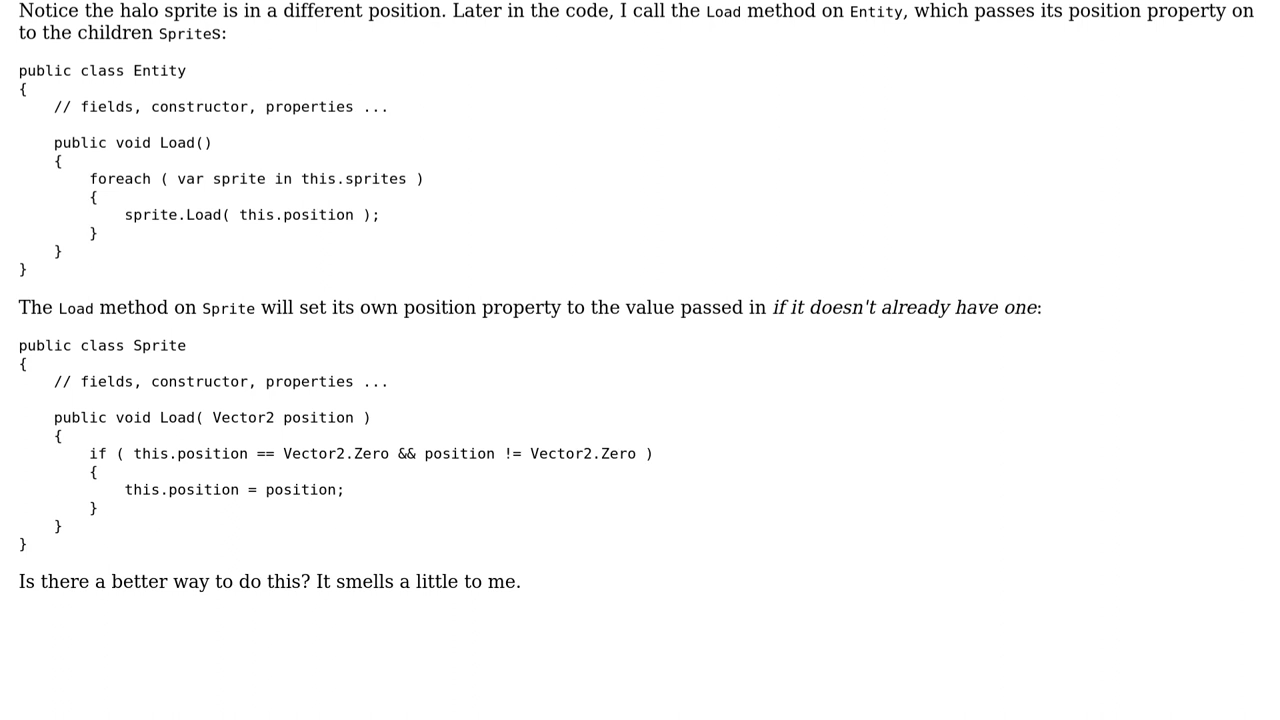 Notice the halo sprite is in a different position. Later in the code, I call the Load method on Entity, which passes its position property on
to the children Sprites:
public class Entity
{
    // fields, constructor, properties ...
    public void Load()
    {
        foreach ( var sprite in this.sprites )
        {
            sprite.Load( this.position );
        }
    }
}
The Load method on Sprite will set its own position property to the value passed in if it doesn't already have one:
public class Sprite
{
    // fields, constructor, properties ...
    public void Load( Vector2 position )
    {
        if ( this.position == Vector2.Zero && position != Vector2.Zero )
        {
            this.position = position;
        }
    }
}
Is there a better way to do this? It smells a little to me.